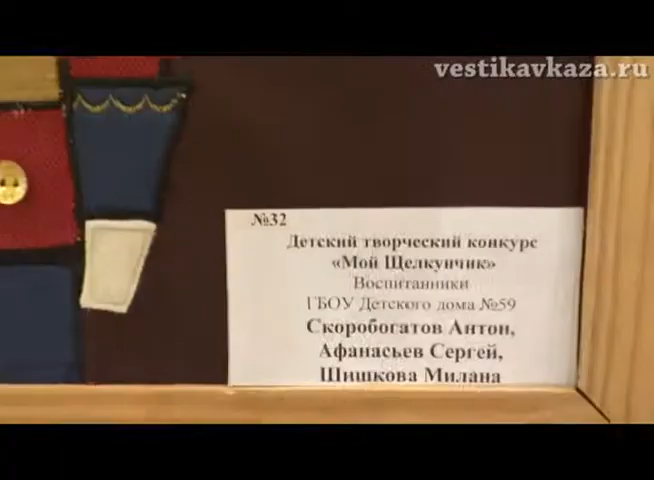 vestikavkaza.ru
№32
Детский творческий конкурс
«Мой Щелкунчик»
Воспитанники
ГБОУ Детского дома №59
Скоробогатов Антон,
Афанасьев Сергей,
Шишкова Милана